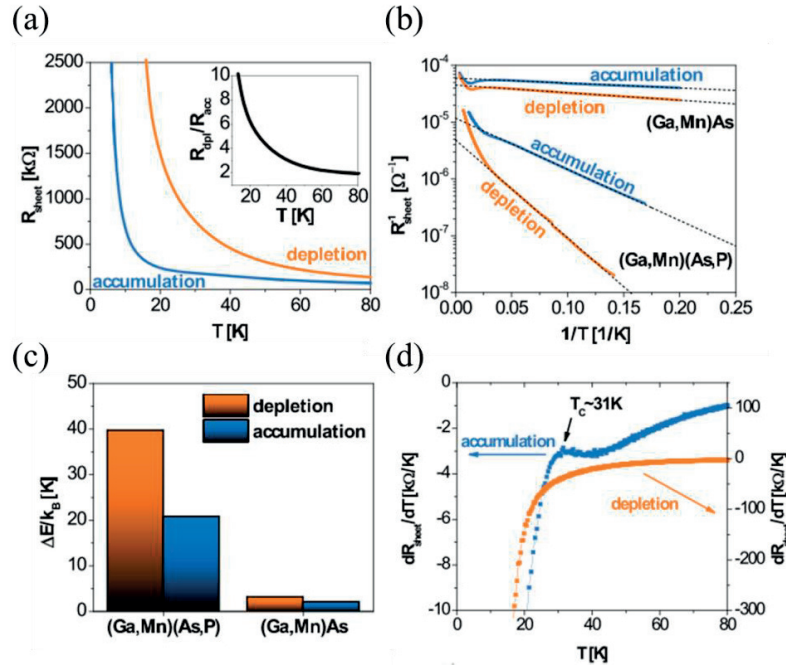 (a)
R_sheet [kΩ]
2500
2000
1500
1000
500
250
0
0 20 40 60 80
T [K]
depletion
accumulation
R_dpl/R_acc
10
8
6
4
2
20 40 60 80
T [K]
(b)
R⁻¹_sheet [Ω⁻¹]
10⁻⁴
10⁻⁵
10⁻⁶
10⁻⁷
10⁻⁸
0.00 0.05 0.10 0.15 0.20 0.25
1/T [1/K]
accumulation
depletion
(Ga,Mn)As
accumulation
depletion
(Ga,Mn)(As,P)
(c)
ΔE/k_B [K]
50
40
30
20
10
0
depletion
accumulation
(Ga,Mn)(As,P) (Ga,Mn)As
(d)
dR_sheet/dT[kΩ/K]
0
-2
-4
-6
-8
-10
T_C~31K
accumulation
depletion
100
0
-100
-200
-300
dR_sheet/dT[kΩ/K]
0 20 40 60 80
T [K]